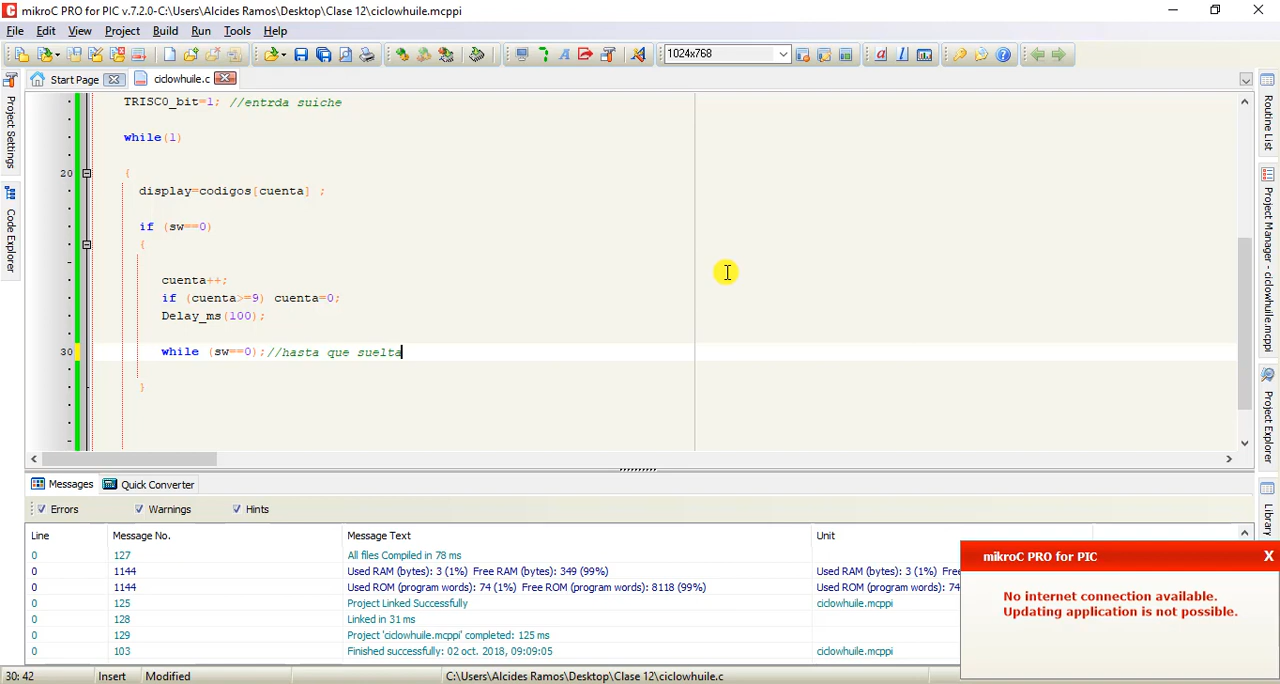 mikroC PRO for PIC v.7.2.0-C:\Users\Alcides Ramos\Desktop\Clase 12\ciclowhuile.mcppi
File Edit View Project Build Run Tools Help
1024x768
Start Page ciclowhuile.c
Project Settings
Code Explorer
TRISC0_bit=1; //entrda suiche
while(1)
20 {
display=codigos[cuenta] ;
if (sw==0)
{
cuenta++;
if (cuenta>=9) cuenta=0;
Delay_ms(100);
30 while (sw==0);//hasta que suelta
}
Routine List
Project Manager - ciclowhuile.mcppi
Project Explorer
Library
Messages Quick Converter
Errors Warnings Hints
Line Message No. Message Text Unit
0 127 All files Compiled in 78 ms
0 1144 Used RAM (bytes): 3 (1%) Free RAM (bytes): 349 (99%) Used RAM (bytes): 3 (1%)
0 1144 Used ROM (program words): 74 (1%) Free ROM (program words): 8118 (99%) Used ROM (program words): 74
0 125 Project Linked Successfully ciclowhuile.mcppi
0 128 Linked in 31 ms
0 129 Project 'ciclowhuile.mcppi' completed: 125 ms
0 103 Finished successfully: 02 oct. 2018, 09:09:05 ciclowhuile.mcppi
mikroC PRO for PIC X
No internet connection available.
Updating application is not possible.
30: 42 Insert Modified C:\Users\Alcides Ramos\Desktop\Clase 12\ciclowhuile.c